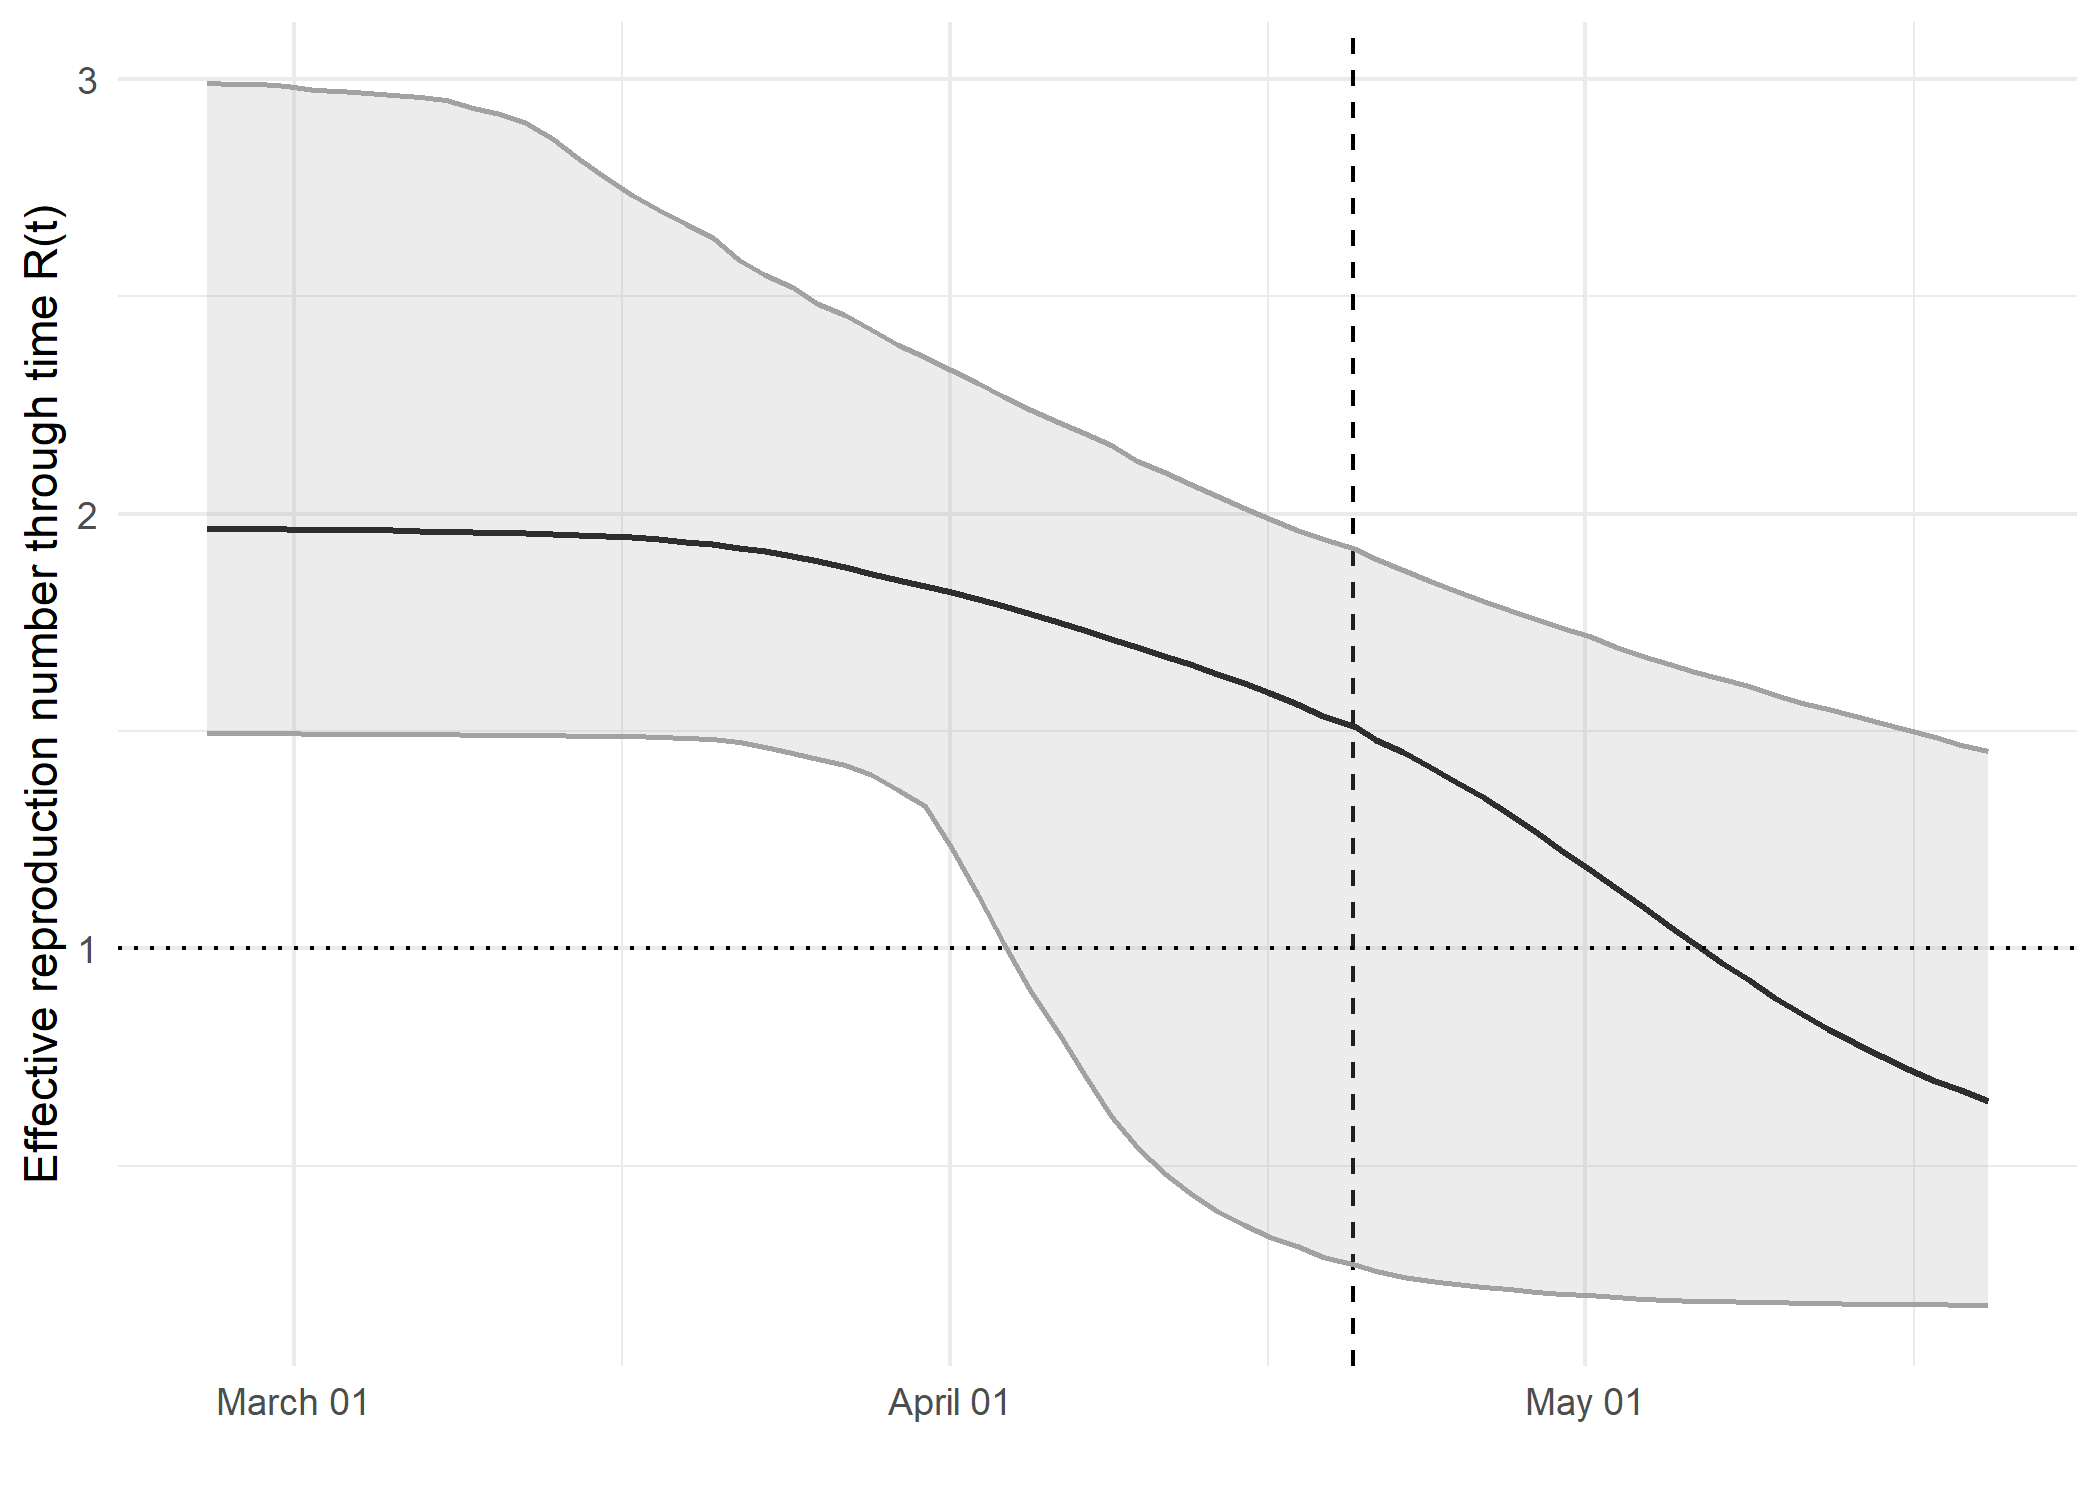 Effective reproduction number through time R(t)
3
2
1
March 01
April 01
May 01